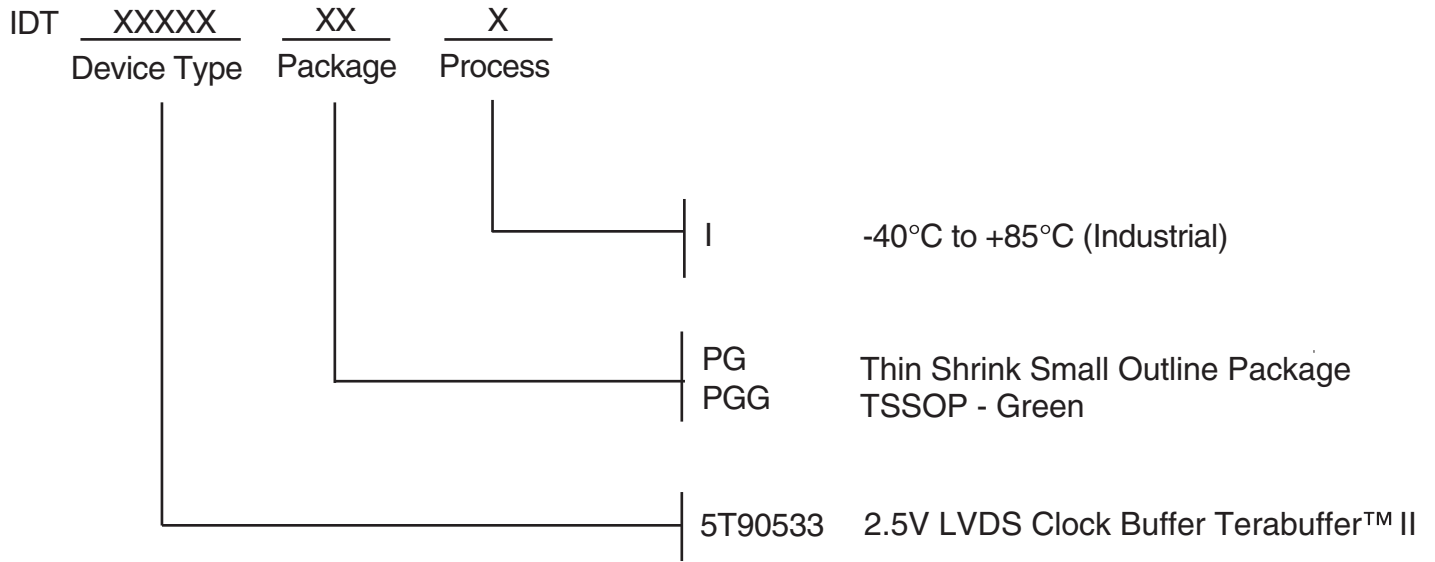 IDT XXXXX XX X
Device Type Package Process
I -40°C to +85°C (Industrial)
PG Thin Shrink Small Outline Package
PGG TSSOP - Green
5T90533 2.5V LVDS Clock Buffer Terabuffer™ II